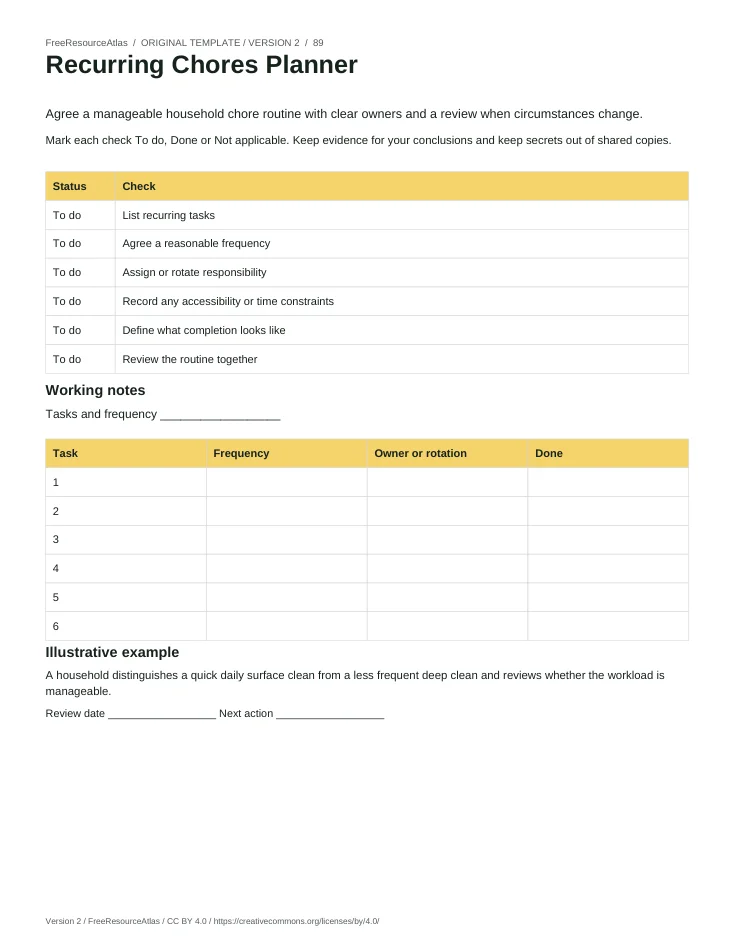 FreeResourceAtlas / ORIGINAL TEMPLATE / VERSION 2 / 89
Recurring Chores Planner
Agree a manageable household chore routine with clear owners and a review when circumstances change.
Mark each check To do, Done or Not applicable. Keep evidence for your conclusions and keep secrets out of shared copies.
Status Check
To do List recurring tasks
To do Agree a reasonable frequency
To do Assign or rotate responsibility
To do Record any accessibility or time constraints
To do Define what completion looks like
To do Review the routine together
Working notes
Tasks and frequency ___________________
Task Frequency Owner or rotation Done
1
2
3
4
5
6
Illustrative example
A household distinguishes a quick daily surface clean from a less frequent deep clean and reviews whether the workload is
manageable.
Review date ___________________ Next action ___________________
Version 2 / FreeResourceAtlas / CC BY 4.0 / https://creativecommons.org/licenses/by/4.0/